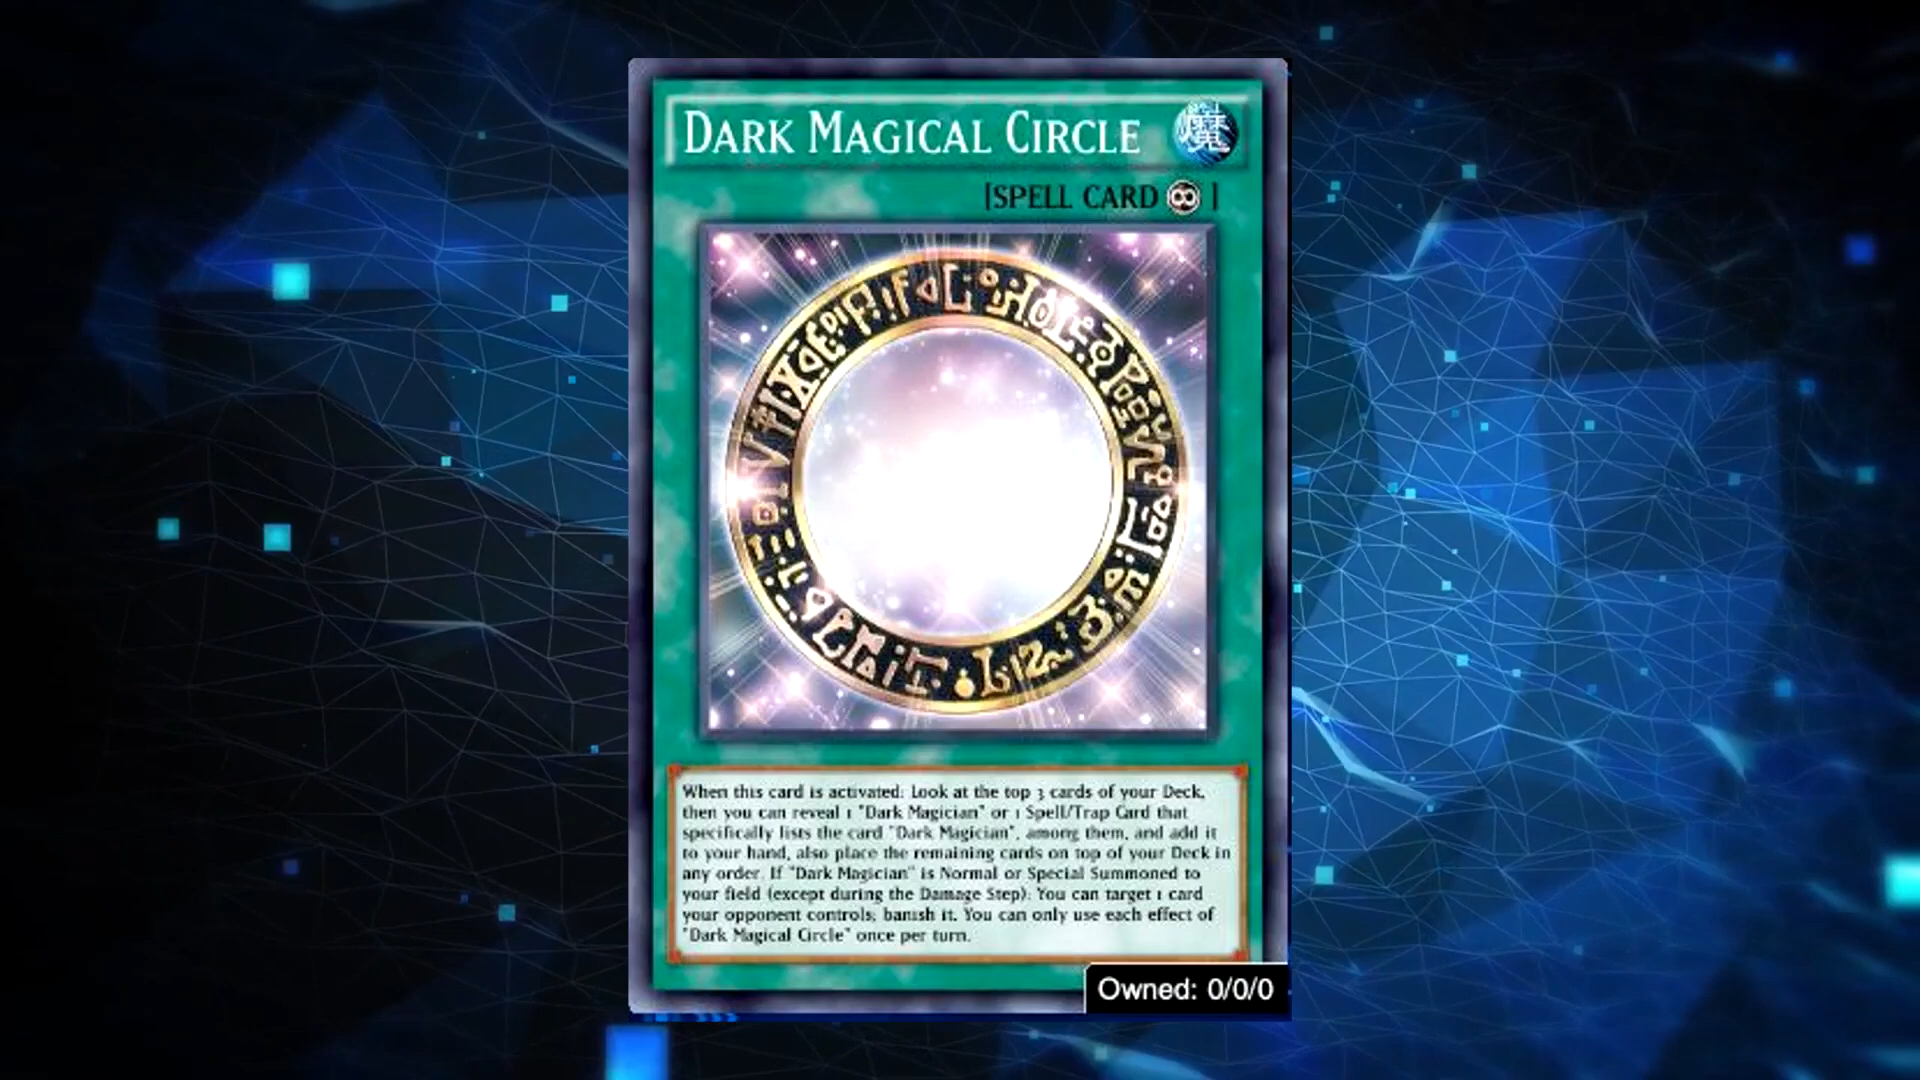 DARK MAGICAL CIRCLE 魔
[SPELL CARD ]
When this card is activated: Look at the top 3 cards of your Deck,
then you can reveal 1 "Dark Magician" or 1 Spell/Trap Card that
specifically lists the card "Dark Magician", among them, and add it
to your hand, also place the remaining cards on top of your Deck in
any order. If "Dark Magician" is Normal or Special Summoned to
your field (except during the Damage Step): You can target 1 card
your opponent controls; banish it. You can only use each effect of
"Dark Magical Circle" once per turn.
Owned: 0/0/0